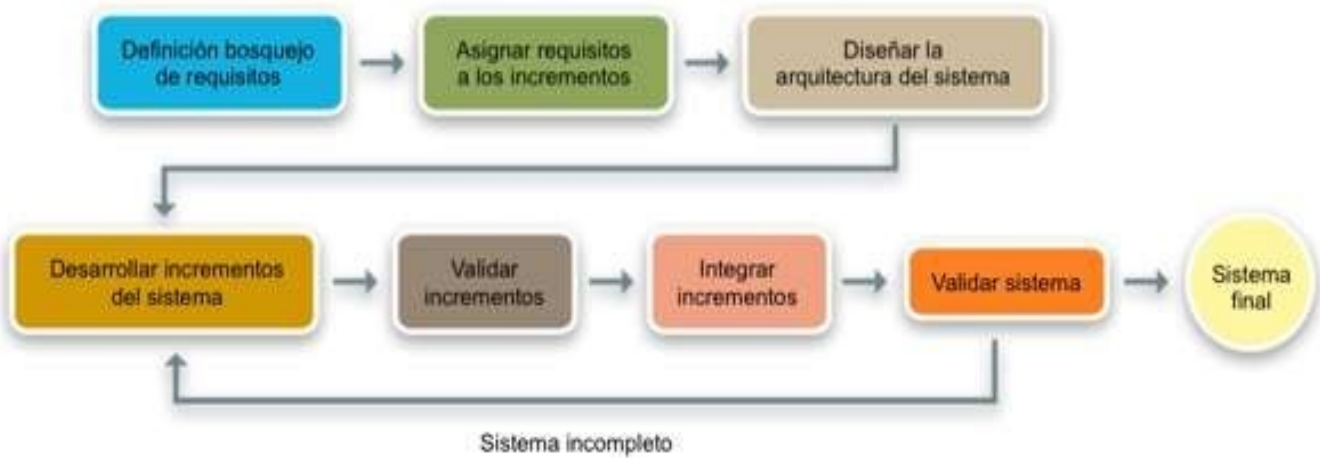 Definición bosquejo
de requisitos
Asignar requisitos
a los incrementos
Diseñar la
arquitectura del sistema
Desarrollar incrementos
del sistema
Validar
incrementos
Integrar
incrementos
Validar sistema
Sistema
final
Sistema incompleto